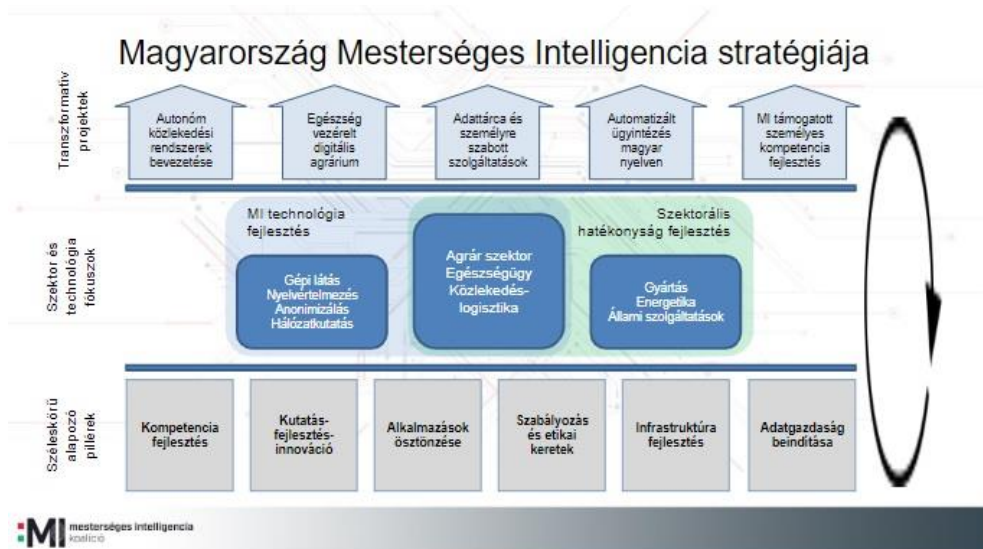 Magyarország Mesterséges Intelligencia stratégiája
Transzformatív
projektek
Autonóm
közlekedési
rendszerek
bevezetése
Egészség
vezérelt
digitális
agrárium
Adattárca és
személyre
szabott
szolgáltatások
Automatizált
ügyintézés
magyar
nyelven
MI támogatott
személyes
kompetencia
fejlesztés
Szektor és
technológia
fókuszok
MI technológia
fejlesztés
Gépi látás
Nyelvértelmezés
Anonimizálás
Hálózatkutatás
Agrár szektor
Egészségügy
Közlekedés-
logisztika
Szektorális
hatékonyság fejlesztés
Gyártás
Energetika
Állami szolgáltatások
Széleskörű
alapozó
pillérek
Kompetencia
fejlesztés
Kutatás-
fejlesztés-
innováció
Alkalmazások
ösztönzése
Szabályozás
és etikai
keretek
Infrastruktúra
fejlesztés
Adatgazdaság
beindítása
MI
mesterséges intelligencia
koalíció